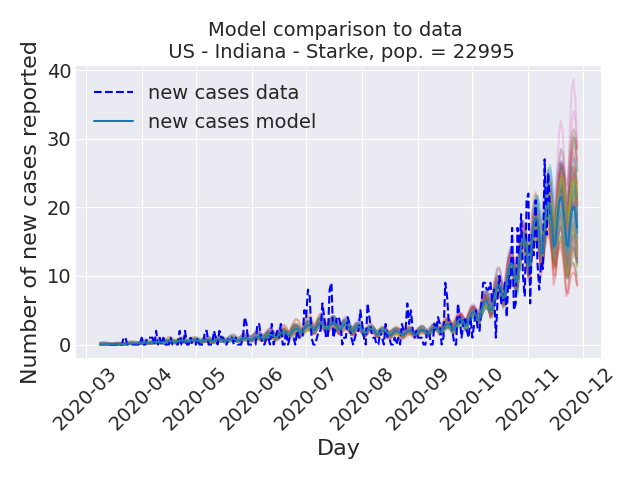 Model comparison to data
US - Indiana - Starke, pop. = 22995
Number of new cases reported
40
30
20
10
0
new cases data
new cases model
2020-03
2020-04
2020-05
2020-06
2020-07
2020-08
2020-09
2020-10
2020-11
2020-12
Day